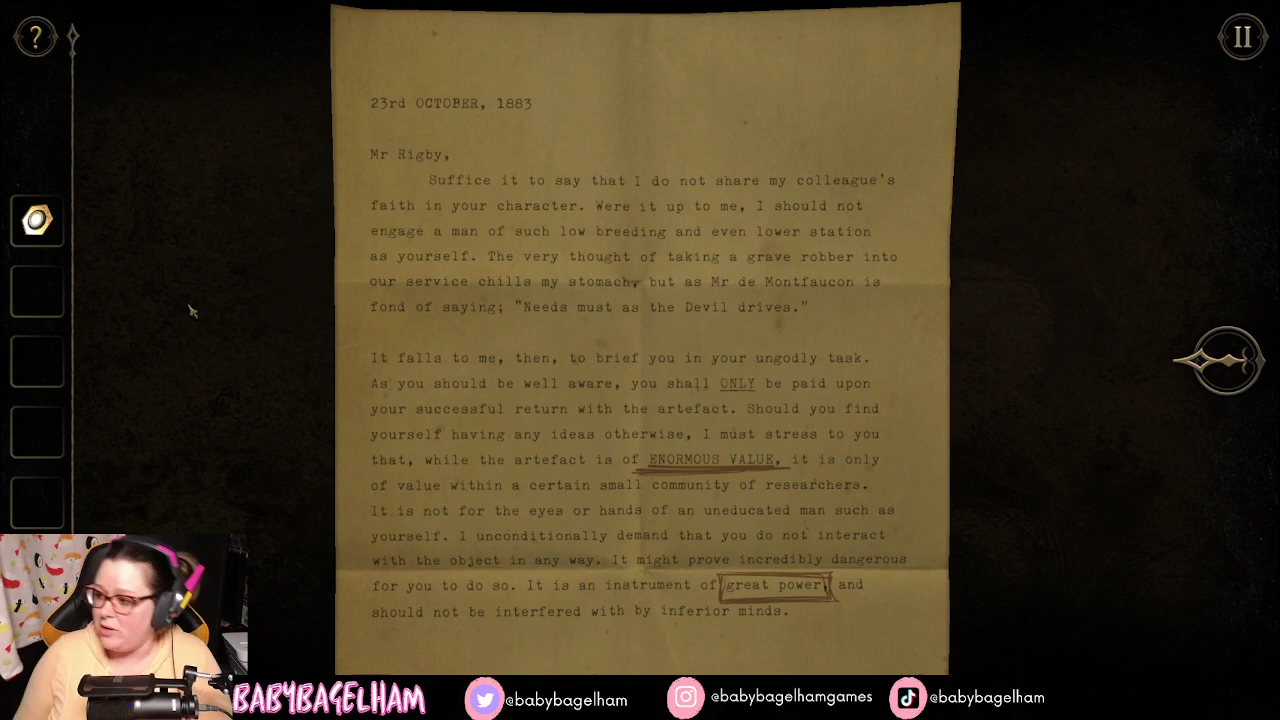 ?
II
23rd OCTOBER, 1883
Mr Rigby,
Suffice it to say that I do not share my colleague's
faith in your character. Were it up to me, I should not
engage a man of such low breeding and even lower station
as yourself. The very thought of taking a grave robber into
our service chills my stomach, but as Mr de Montfaucon is
fond of saying; "Needs must as the Devil drives."
It falls to me, then, to brief you in your ungodly task.
As you should be well aware, you shall ONLY be paid upon
your successful return with the artefact. Should you find
yourself having any ideas otherwise, I must stress to you
that, while the artefact is of ENORMOUS VALUE, it is only
of value within a certain small community of researchers.
It is not for the eyes or hands of an uneducated man such as
yourself. I unconditionally demand that you do not interact
with the object in any way. It might prove incredibly dangerous
for you to do so. It is an instrument of great power, and
should not be interfered with by inferior minds.
BABYBAGELHAM
@babybagelham
@babybagelhamgames
@babybagelham